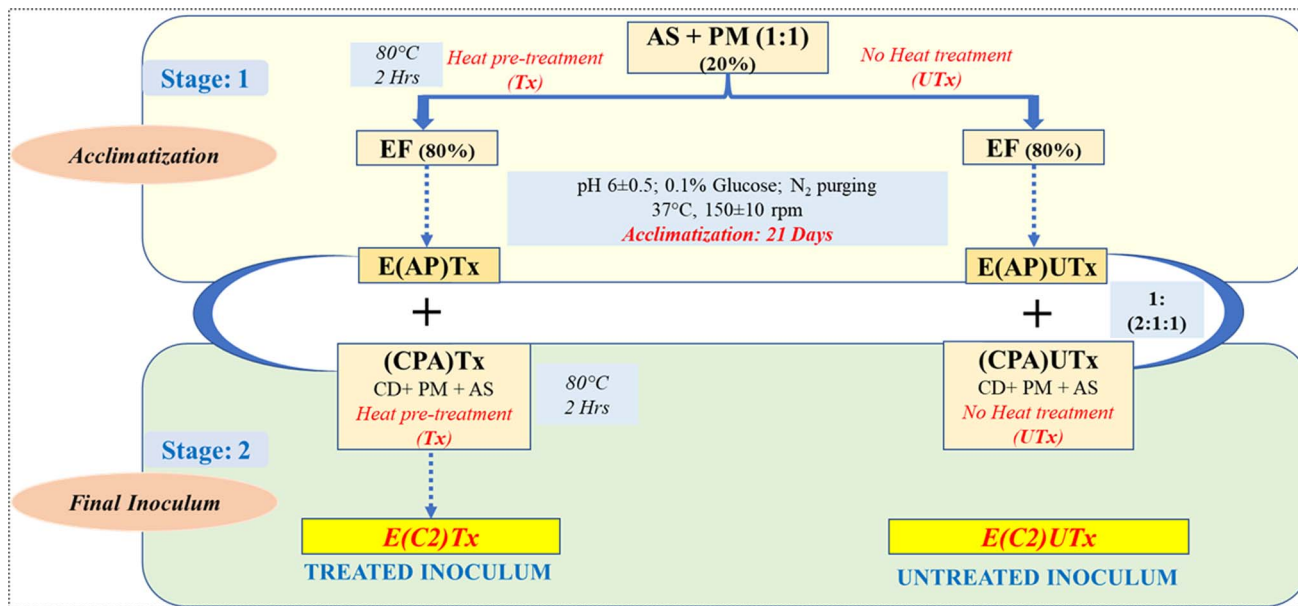 AS + PM (1:1)
(20%)
80°C
2 Hrs
Heat pre-treatment
(Tx)
No Heat treatment
(UTx)
Stage: 1
Acclimatization
EF (80%)
EF (80%)
pH 6±0.5; 0.1% Glucose; N₂ purging
37°C, 150±10 rpm
Acclimatization: 21 Days
E(AP)Tx
E(AP)UTx
+
+
1:
(2:1:1)
(CPA)Tx
CD+ PM + AS
Heat pre-treatment
(Tx)
80°C
2 Hrs
(CPA)UTx
CD+ PM + AS
No Heat treatment
(UTx)
Stage: 2
Final Inoculum
E(C2)Tx
TREATED INOCULUM
E(C2)UTx
UNTREATED INOCULUM